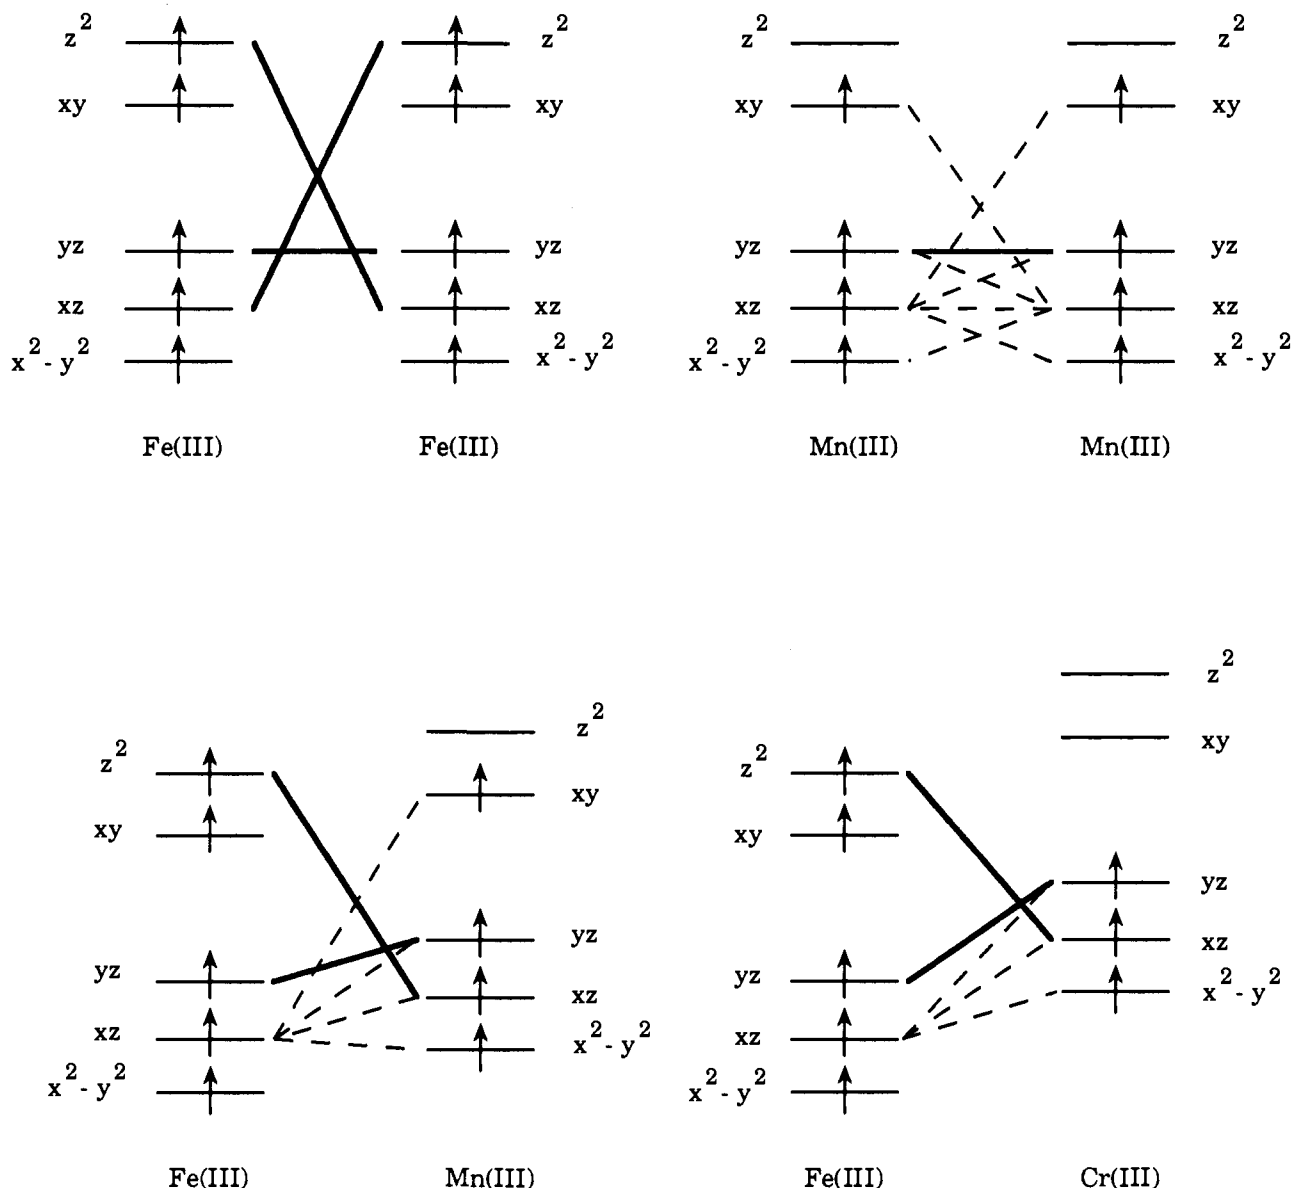 z² z² z² z²
xy xy xy xy
yz yz yz yz
xz xz xz xz
x²-y² x²-y² x²-y² x²-y²
Fe(III) Fe(III) Mn(III) Mn(III)
z²
z²
z² z²
xy
xy
xy xy
yz
yz
yz yz
xz
xz
x²-y²
xz xz
x²-y²
x²-y² x²-y²
Fe(III) Mn(III) Fe(III) Cr(III)